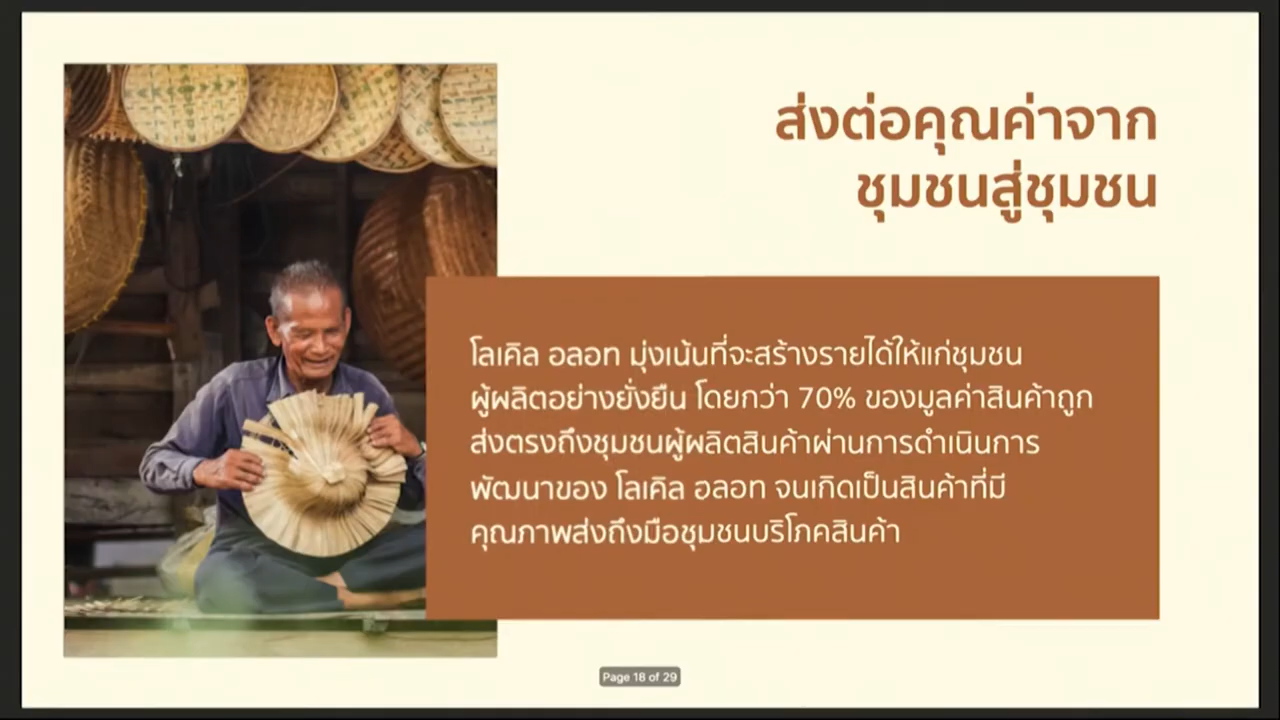 ส่งต่อคุณค่าจาก
ชุมชนสู่ชุมชน
โลเคิล อลอท มุ่งเน้นที่จะสร้างรายได้ให้แก่ชุมชน
ผู้ผลิตอย่างยั่งยืน โดยกว่า 70% ของมูลค่าสินค้าถูก
ส่งตรงถึงชุมชนผู้ผลิตสินค้าผ่านการดำเนินการ
พัฒนาของ โลเคิล อลอท จนเกิดเป็นสินค้าที่มี
คุณภาพส่งถึงมือชุมชนบริโภคสินค้า
Page 18 of 29